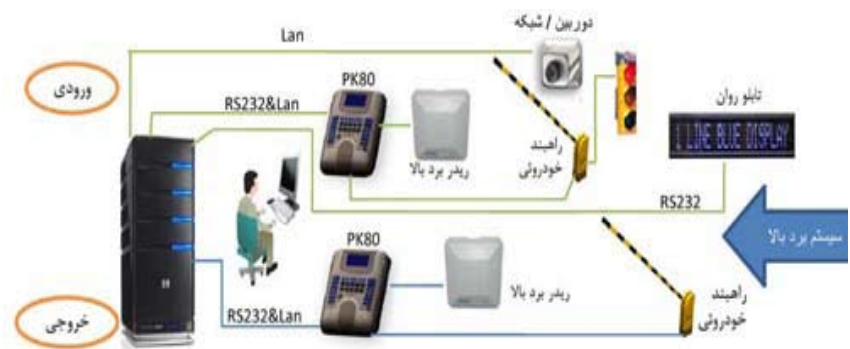 دوربین / شبکه
Lan
PK80
ورودی
RS232&Lan
تابلو روان
1 LINE BLUE DISPLAY
راهبند
خودروئی
ریدر برد بالا
RS232
PK80
سیستم برد بالا
ریدر برد بالا
راهبند
خودروئی
RS232&Lan
خروجی